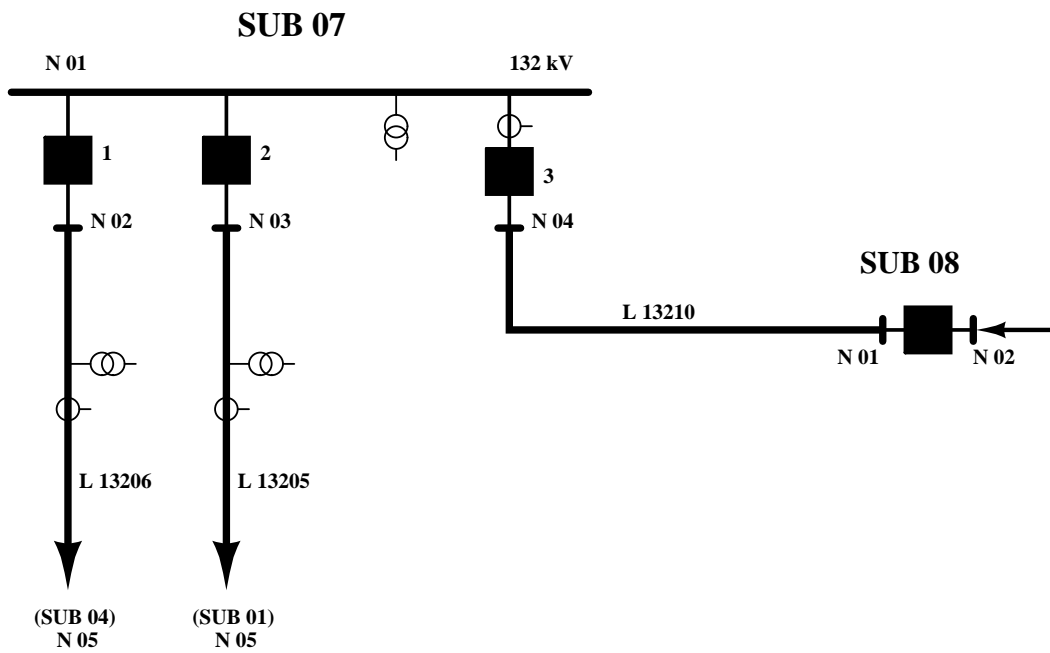 SUB 07
N 01
132 kV
1
2
3
N 02
N 03
N 04
SUB 08
L 13210
N 01
N 02
L 13206
L 13205
(SUB 04)
N 05
(SUB 01)
N 05